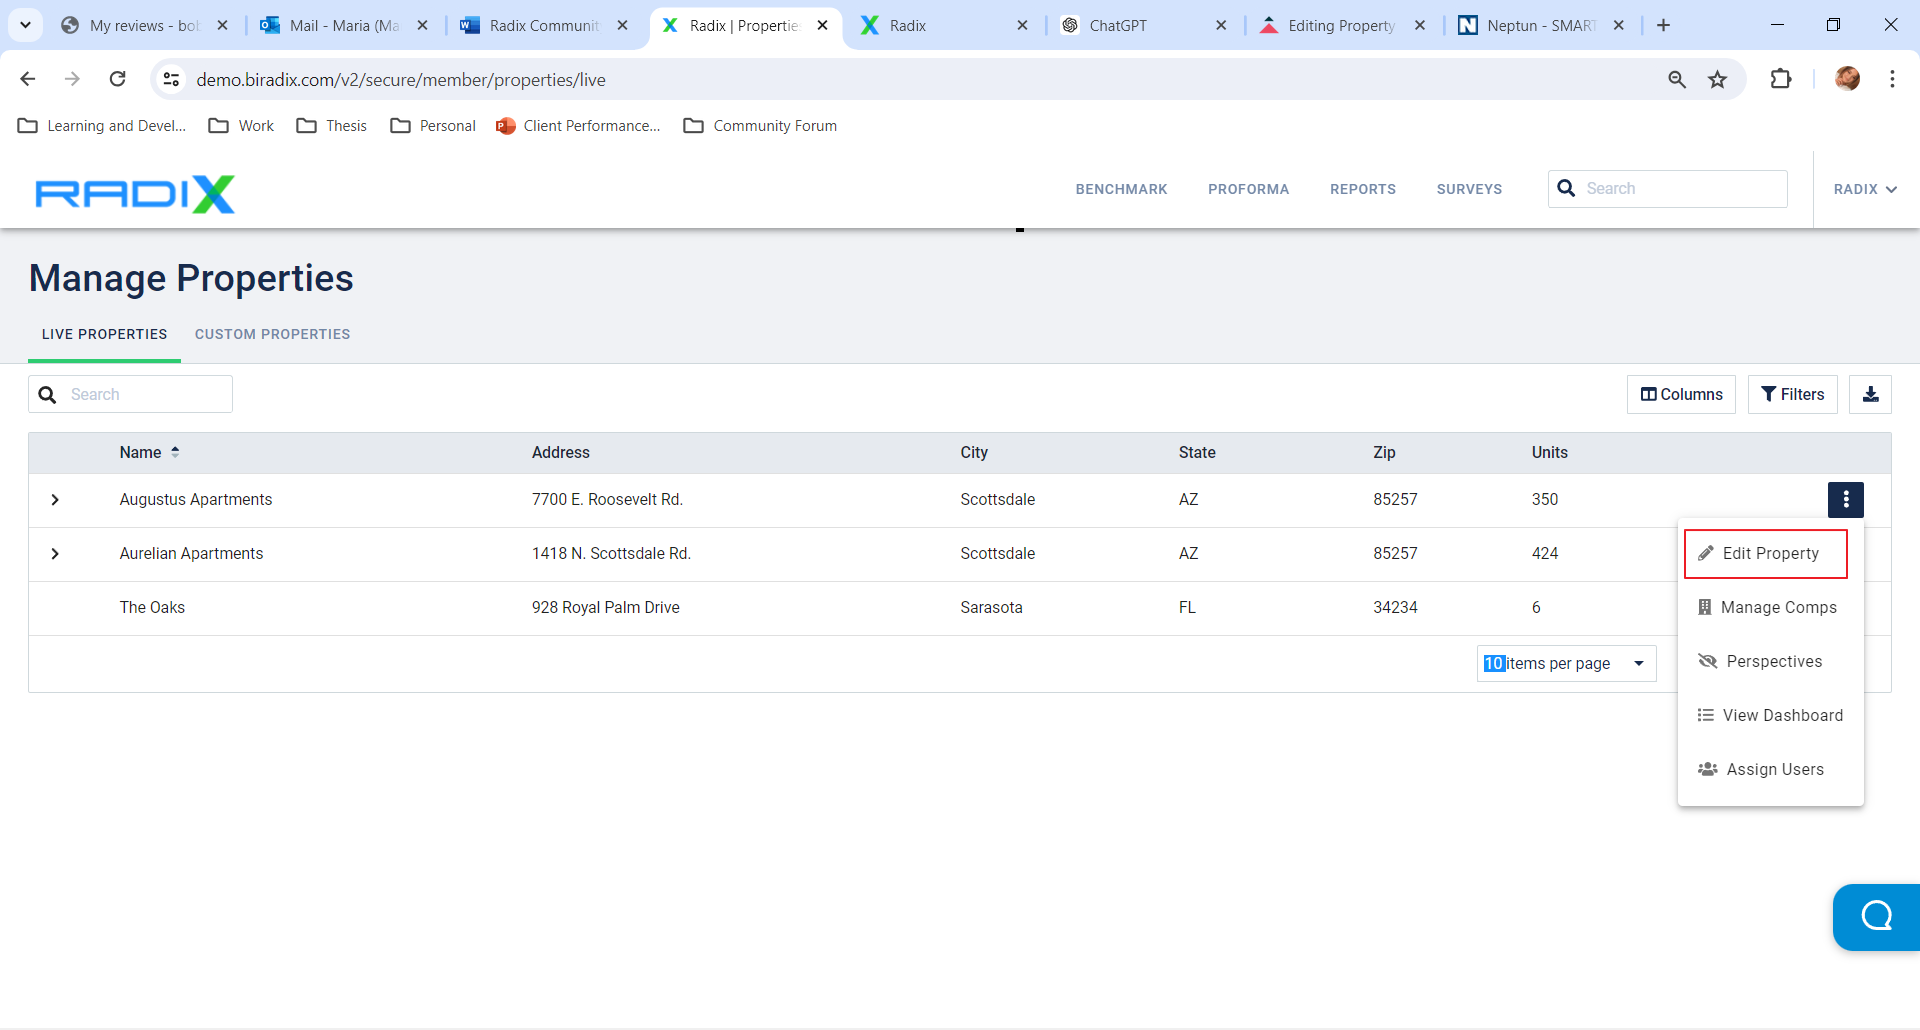 My reviews - bob
Mail - Maria (Ma
Radix Communit
Radix | Propertie
Radix
ChatGPT
Editing Property
Neptun - SMART
demo.biradix.com/v2/secure/member/properties/live
Learning and Devel...
Work
Thesis
Personal
Client Performance...
Community Forum
RADIX
BENCHMARK
PROFORMA
REPORTS
SURVEYS
Search
RADIX
Manage Properties
LIVE PROPERTIES
CUSTOM PROPERTIES
Search
Columns
Filters
Name Address City State Zip Units
Augustus Apartments 7700 E. Roosevelt Rd. Scottsdale AZ 85257 350
Aurelian Apartments 1418 N. Scottsdale Rd. Scottsdale AZ 85257 424
The Oaks 928 Royal Palm Drive Sarasota FL 34234 6
10 items per page
Edit Property
Manage Comps
Perspectives
View Dashboard
Assign Users